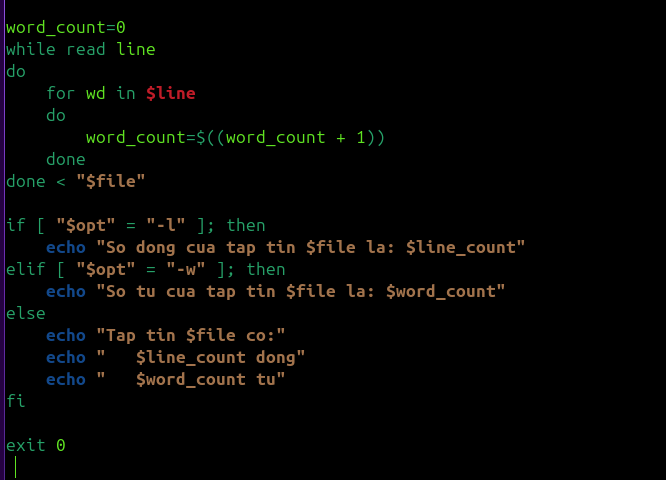 word_count=0
while read line
do
    for wd in $line
    do
        word_count=$((word_count + 1))
    done
done < "$file"

if [ "$opt" = "-l" ]; then
    echo "So dong cua tap tin $file la: $line_count"
elif [ "$opt" = "-w" ]; then
    echo "So tu cua tap tin $file la: $word_count"
else
    echo "Tap tin $file co:"
    echo "   $line_count dong"
    echo "   $word_count tu"
fi

exit 0